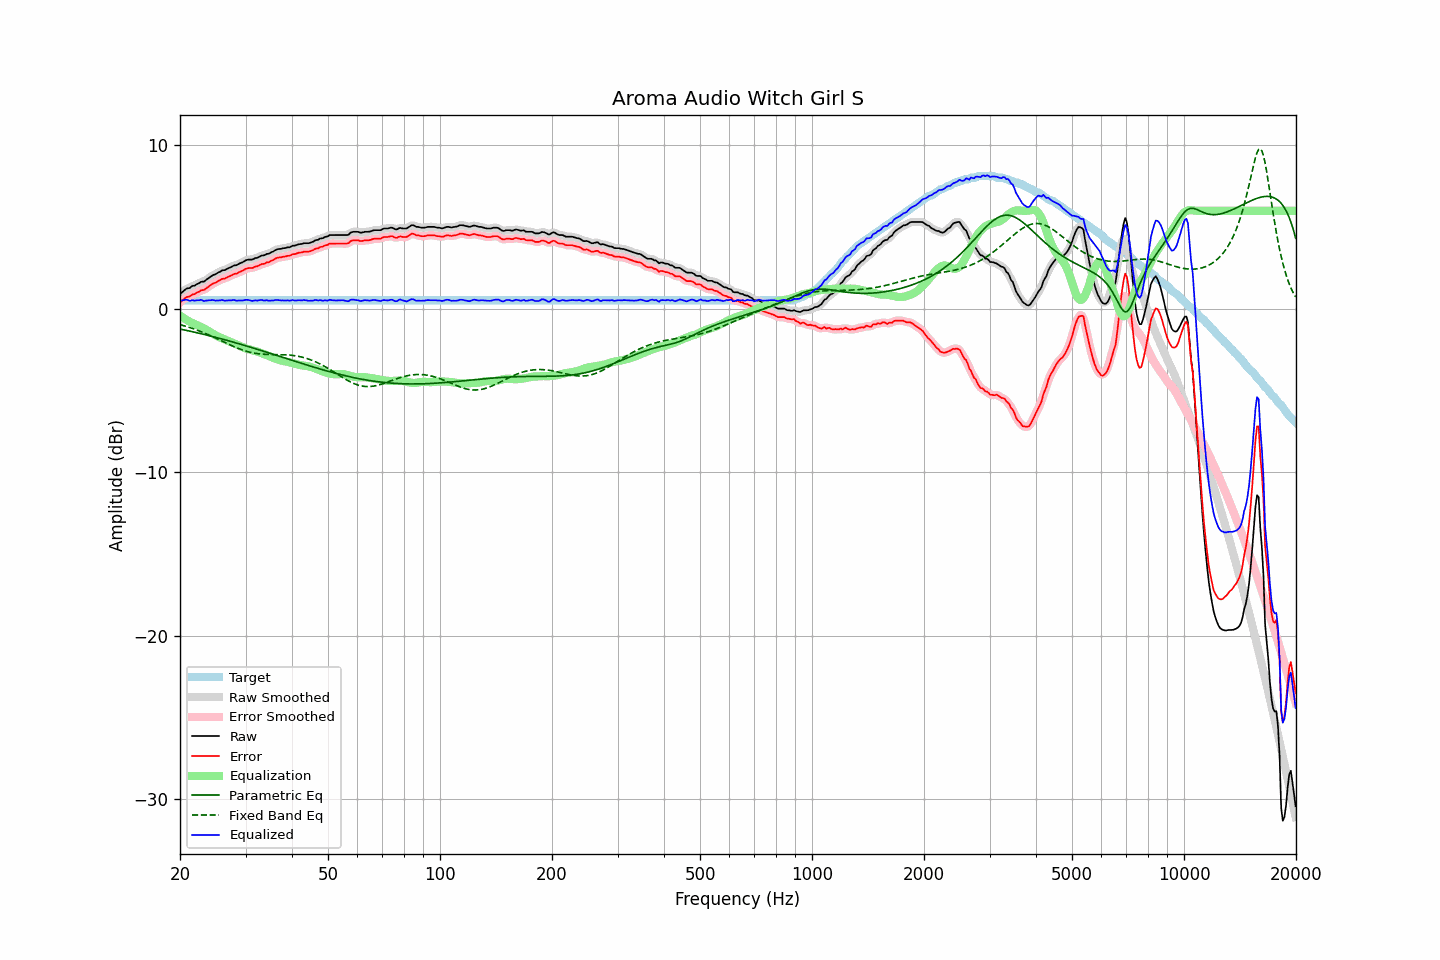 Aroma Audio Witch Girl S
Amplitude (dBr)
10
0
−10
−20
−30
Target
Raw Smoothed
Error Smoothed
Raw
Error
Equalization
Parametric Eq
Fixed Band Eq
Equalized
20
50
100
200
500
1000
2000
5000
10000
20000
Frequency (Hz)